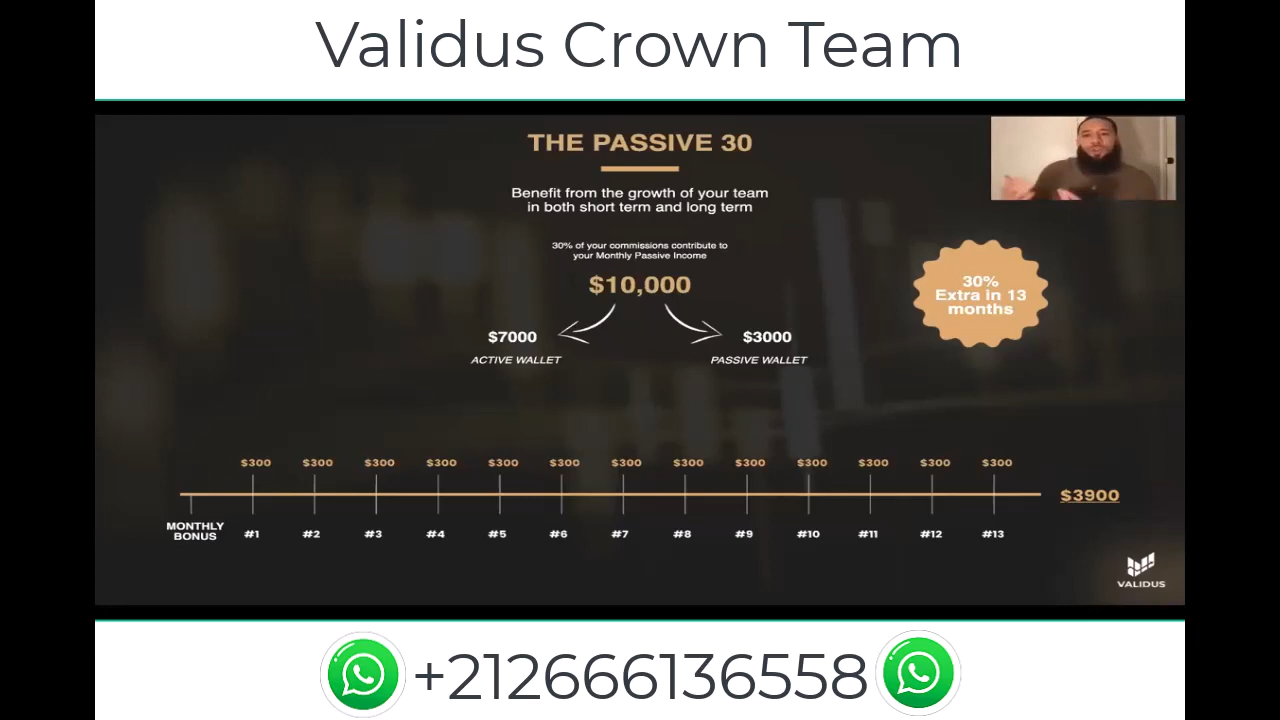 Validus Crown Team
THE PASSIVE 30
Benefit from the growth of your team
in both short term and long term
30% of your commissions contribute to
your Monthly Passive Income
$10,000
30%
Extra in 13
months
$7000
$3000
ACTIVE WALLET
PASSIVE WALLET
$300 $300 $300 $300 $300 $300 $300 $300 $300 $300 $300 $300 $300
$3900
MONTHLY
BONUS
#1 #2 #3 #4 #5 #6 #7 #8 #9 #10 #11 #12 #13
VALIDUS
+212666136558